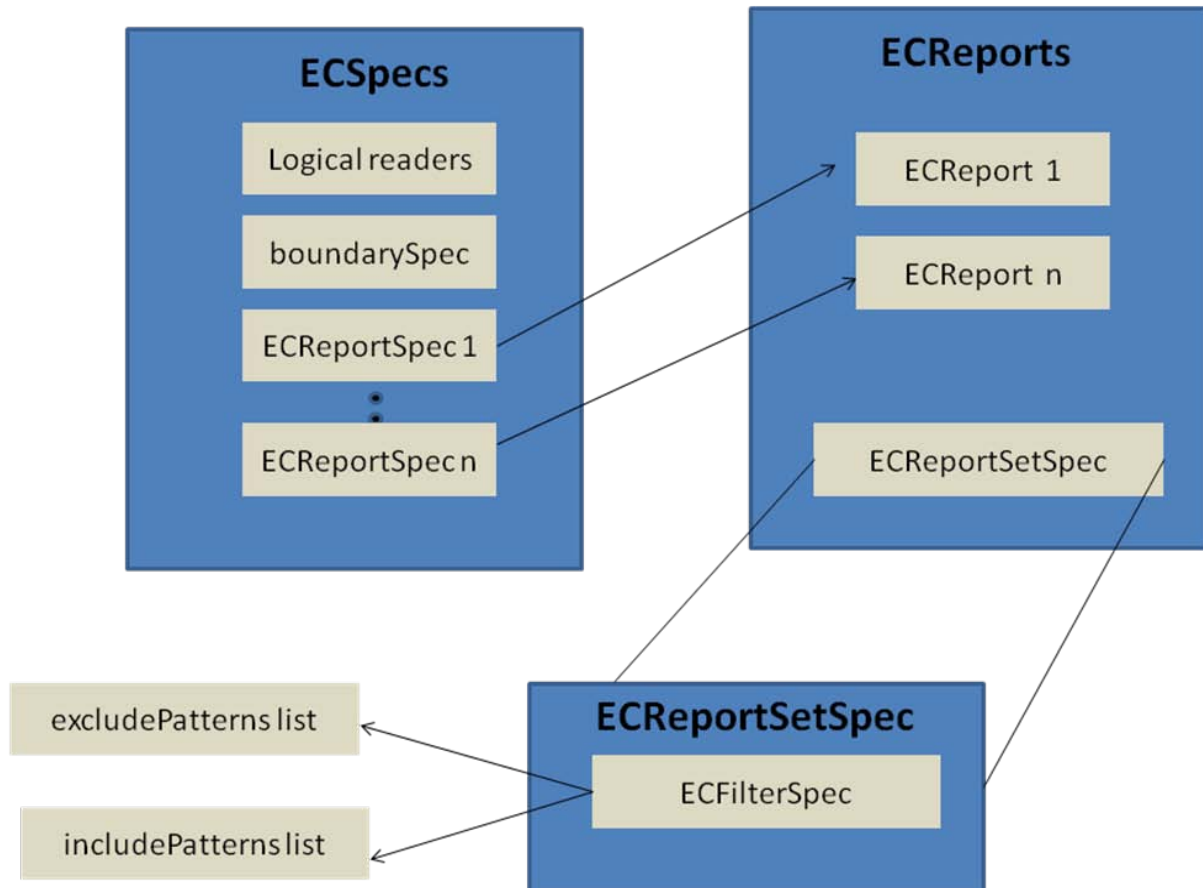 ECSpecs
Logical readers
boundarySpec
ECReportSpec 1
ECReportSpec n
ECReports
ECReport 1
ECReport n
ECReportSetSpec
ECReportSetSpec
ECFilterSpec
excludePatterns list
includePatterns list